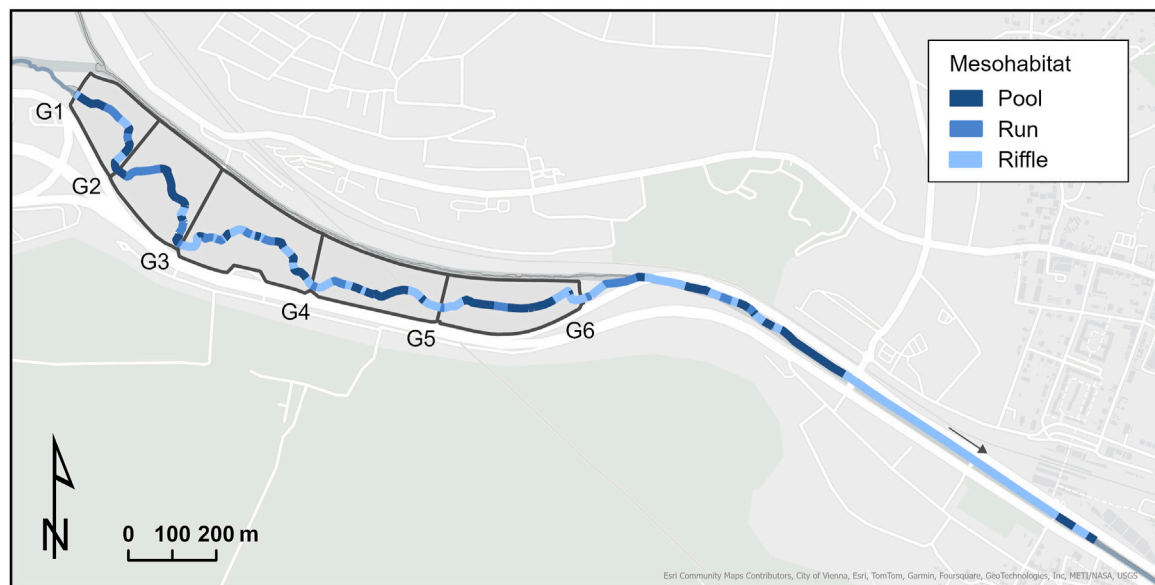 Mesohabitat
Pool
Run
Riffle
G1
G2
G3
G4
G5
G6
N
0 100 200 m
Esri Community Maps Contributors, City of Vienna, Esri, TomTom, Garmin, Foursquare, GeoTechnologies, Inc, METI/NASA, USGS